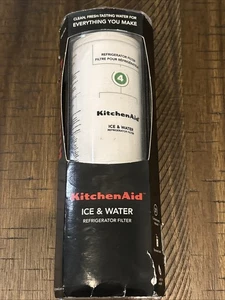 CLEAN, FRESH TASTING WATER FOR
EVERYTHING YOU MAKE
REFRIGERATOR FILTER
FILTRE POUR RÉFRIGÉRATEUR
4
KitchenAid
ICE & WATER
REFRIGERATOR FILTER
KitchenAid
ICE & WATER
REFRIGERATOR FILTER